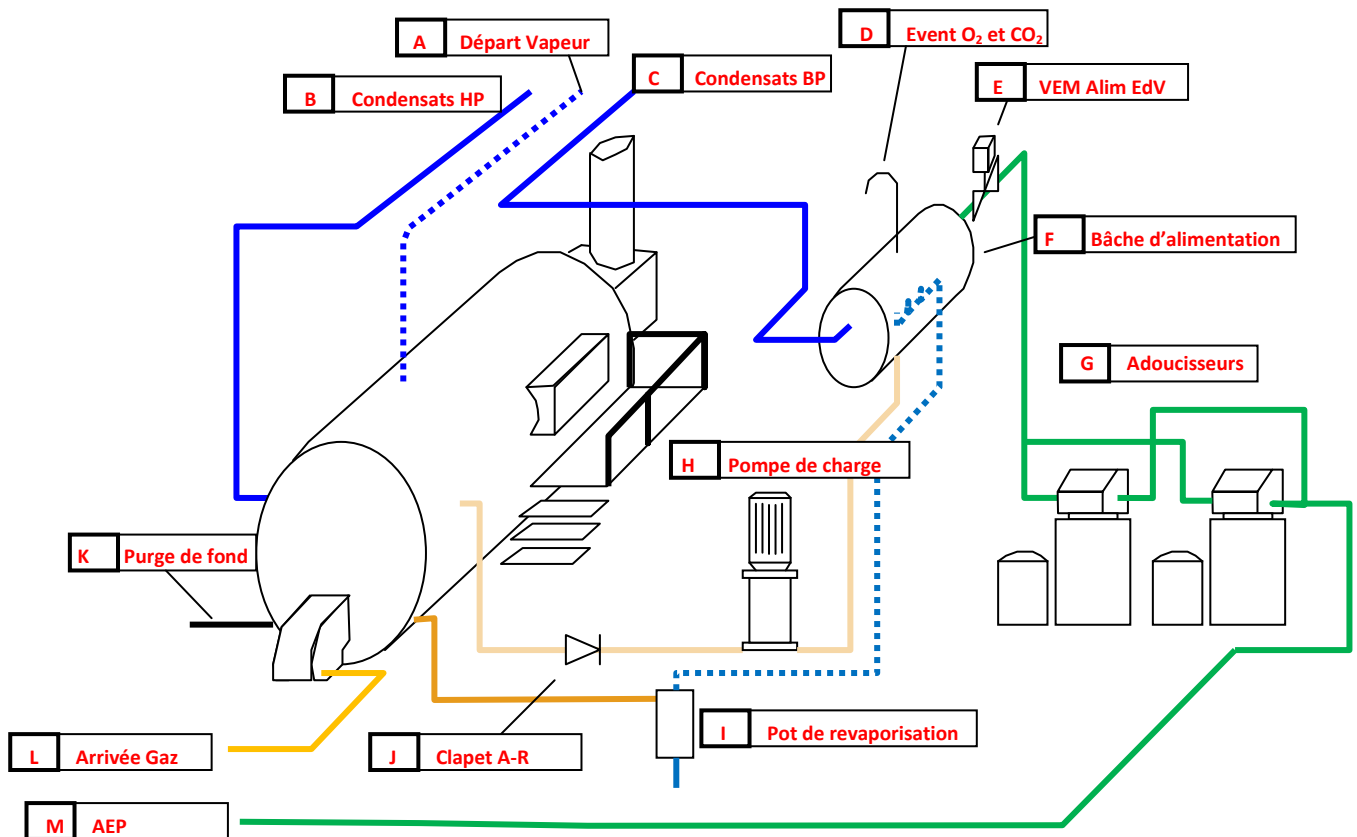 A Départ Vapeur
D Event O₂ et CO₂
B Condensats HP
C Condensats BP
E VEM Alim EdV
F Bâche d'alimentation
G Adoucisseurs
H Pompe de charge
K Purge de fond
I Pot de revaporisation
L Arrivée Gaz
J Clapet A-R
M AEP